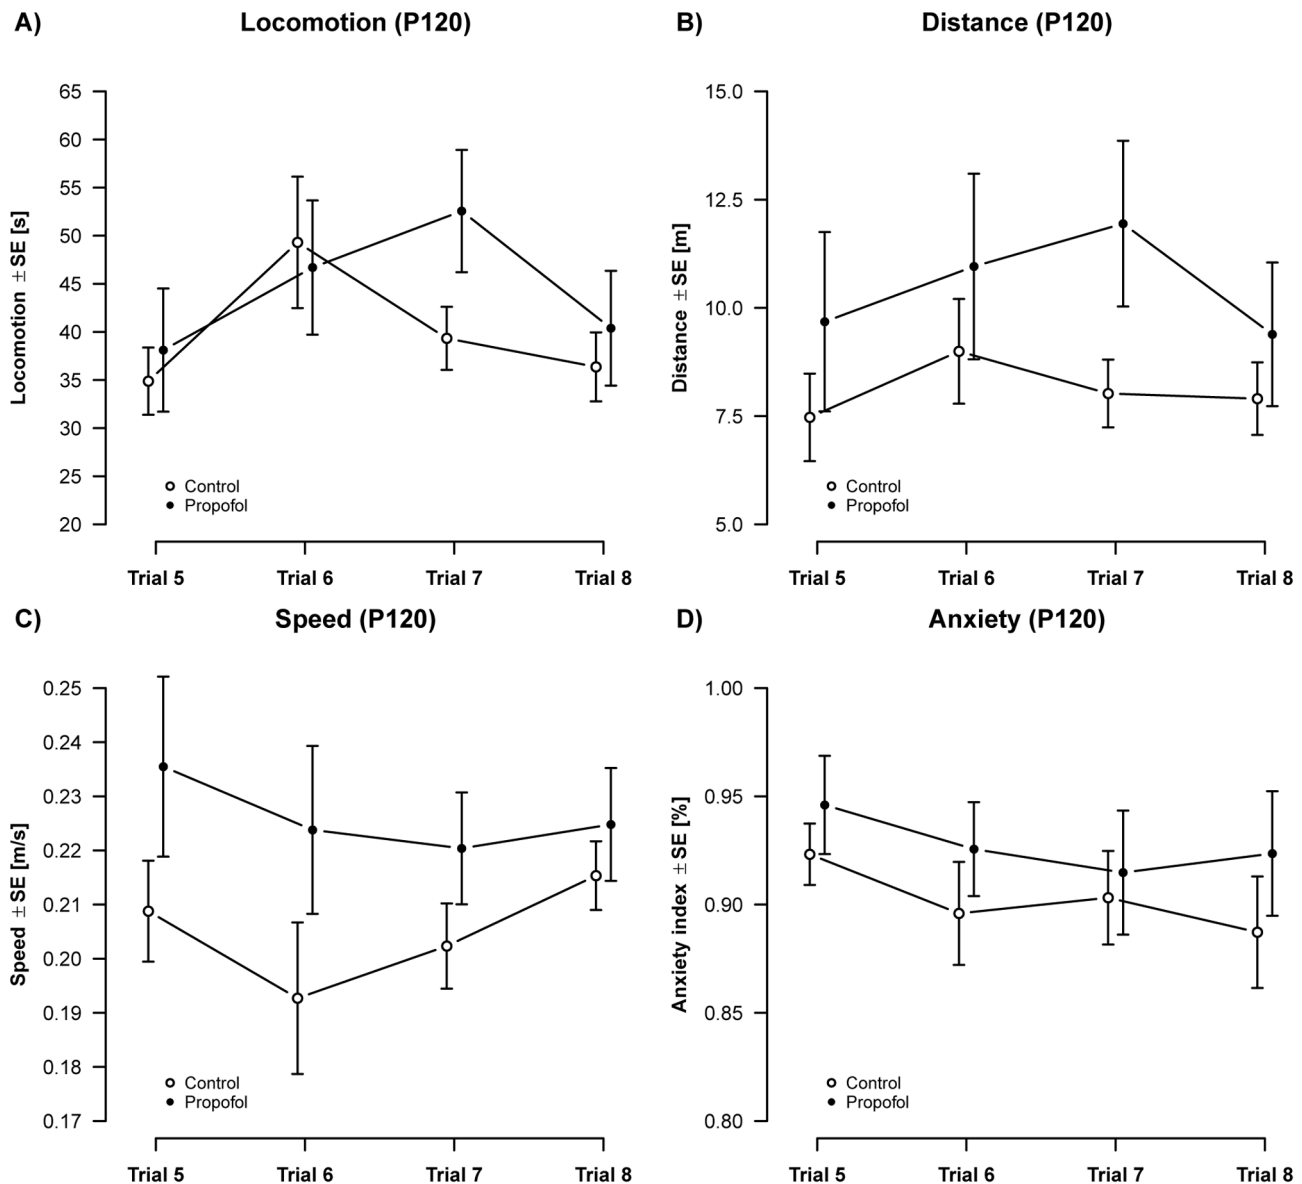 A) Locomotion (P120)
Locomotion ± SE [s]
65
60
55
50
45
40
35
30
25
20
Control
Propofol
Trial 5 Trial 6 Trial 7 Trial 8
B) Distance (P120)
Distance ± SE [m]
15.0
12.5
10.0
7.5
5.0
Control
Propofol
Trial 5 Trial 6 Trial 7 Trial 8
C) Speed (P120)
Speed ± SE [m/s]
0.25
0.24
0.23
0.22
0.21
0.20
0.19
0.18
0.17
Control
Propofol
Trial 5 Trial 6 Trial 7 Trial 8
D) Anxiety (P120)
Anxiety index ± SE [%]
1.00
0.95
0.90
0.85
0.80
Control
Propofol
Trial 5 Trial 6 Trial 7 Trial 8